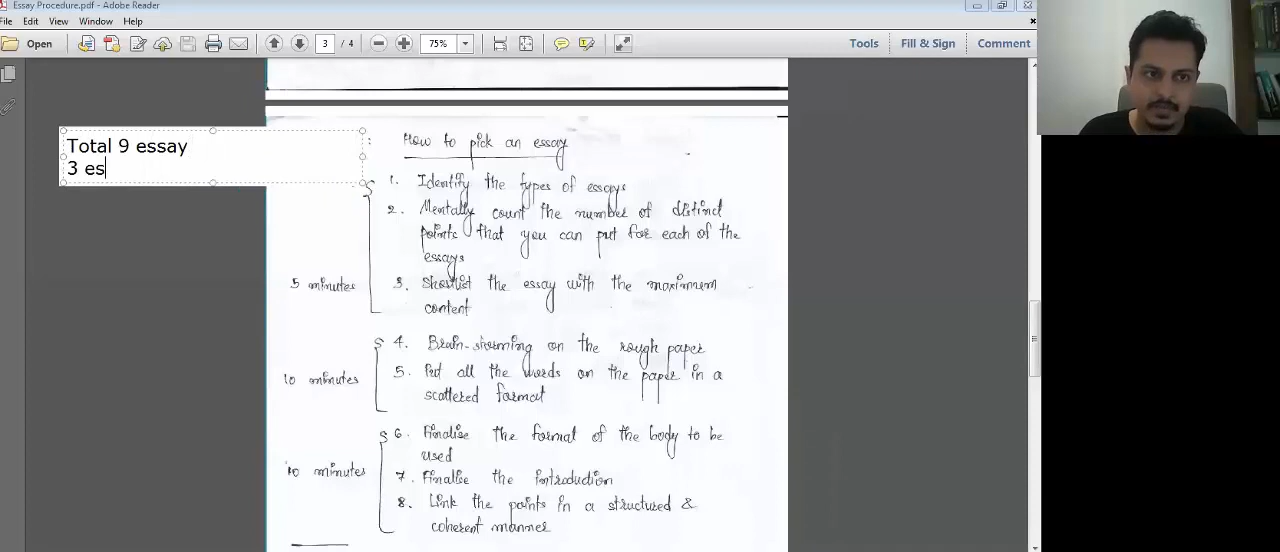 Essay Procedure.pdf - Adobe Reader
File Edit View Window Help
Open 3 / 4 75% Tools Fill & Sign Comment
Total 9 essay
3 es
How to pick an essay
1. Identify the types of essays
2. Mentally count the number of distinct
points that you can put for each of the
essays
5 minutes 3. Shortlist the essay with the maximum
content
4. Brain-storming on the rough paper
10 minutes 5. Put all the words on the paper in a
scattered format
6. Finalise the format of the body to be
used
10 minutes 7. Finalise the introduction
8. Link the points in a structured &
coherent manner